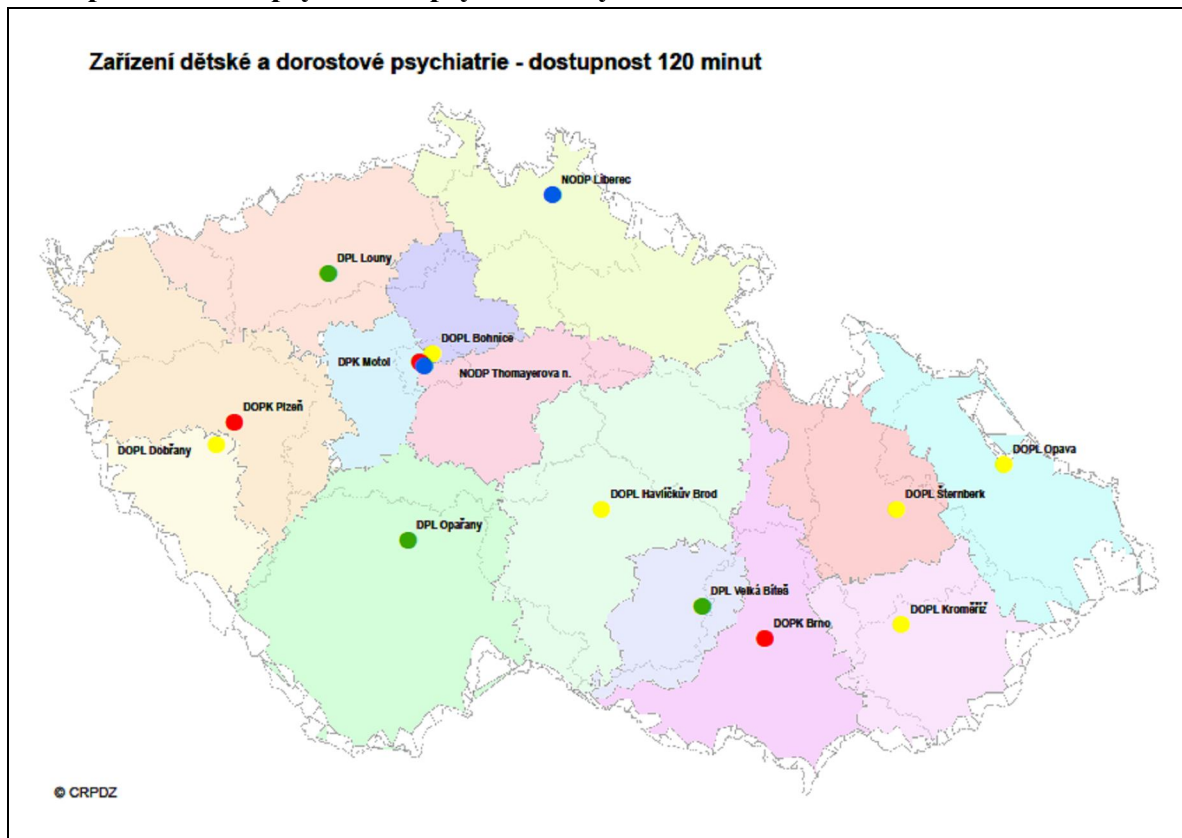 Zařízení dětské a dorostové psychiatrie - dostupnost 120 minut
NODP Liberec
DPL Louny
DOPL Bohnice
DPK Motol
NODP Thomayerova n.
DOPK Plzeň
DOPL Dobřany
DOPL Opava
DOPL Havlíčkův Brod
DOPL Šternberk
DPL Opařany
DPL Velká Bíteš
DOPL Kroměříž
DOPK Brno
© CRPDZ